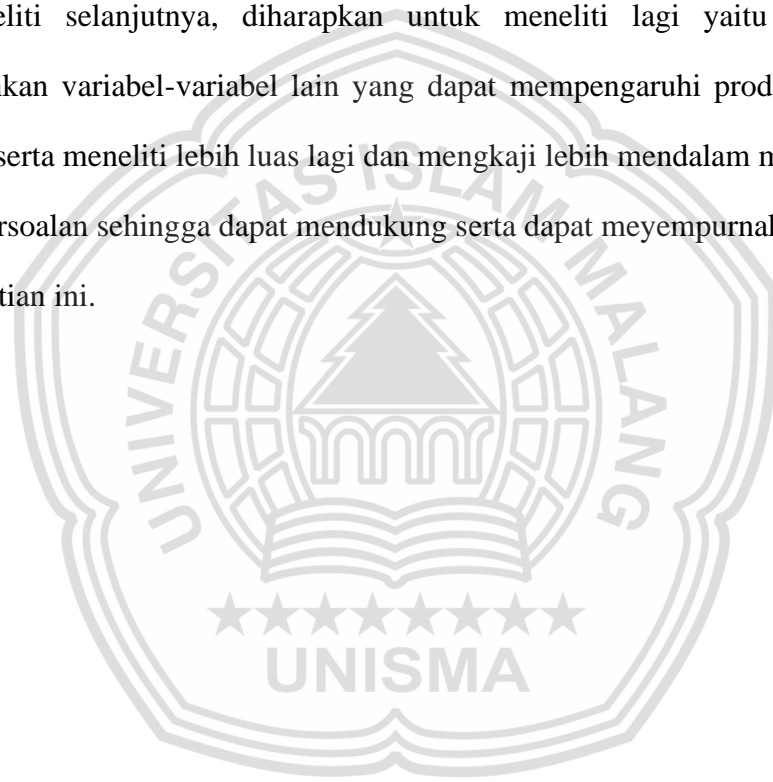 eliti selanjutnya, diharapkan untuk meneliti lagi yaitu
kan variabel-variabel lain yang dapat mempengaruhi prod
serta meneliti lebih luas lagi dan mengkaji lebih mendalam m
rsoalan sehingga dapat mendukung serta dapat meyempurnal
tian ini.
UNIVERSITAS ISLAM MALANG
UNISMA